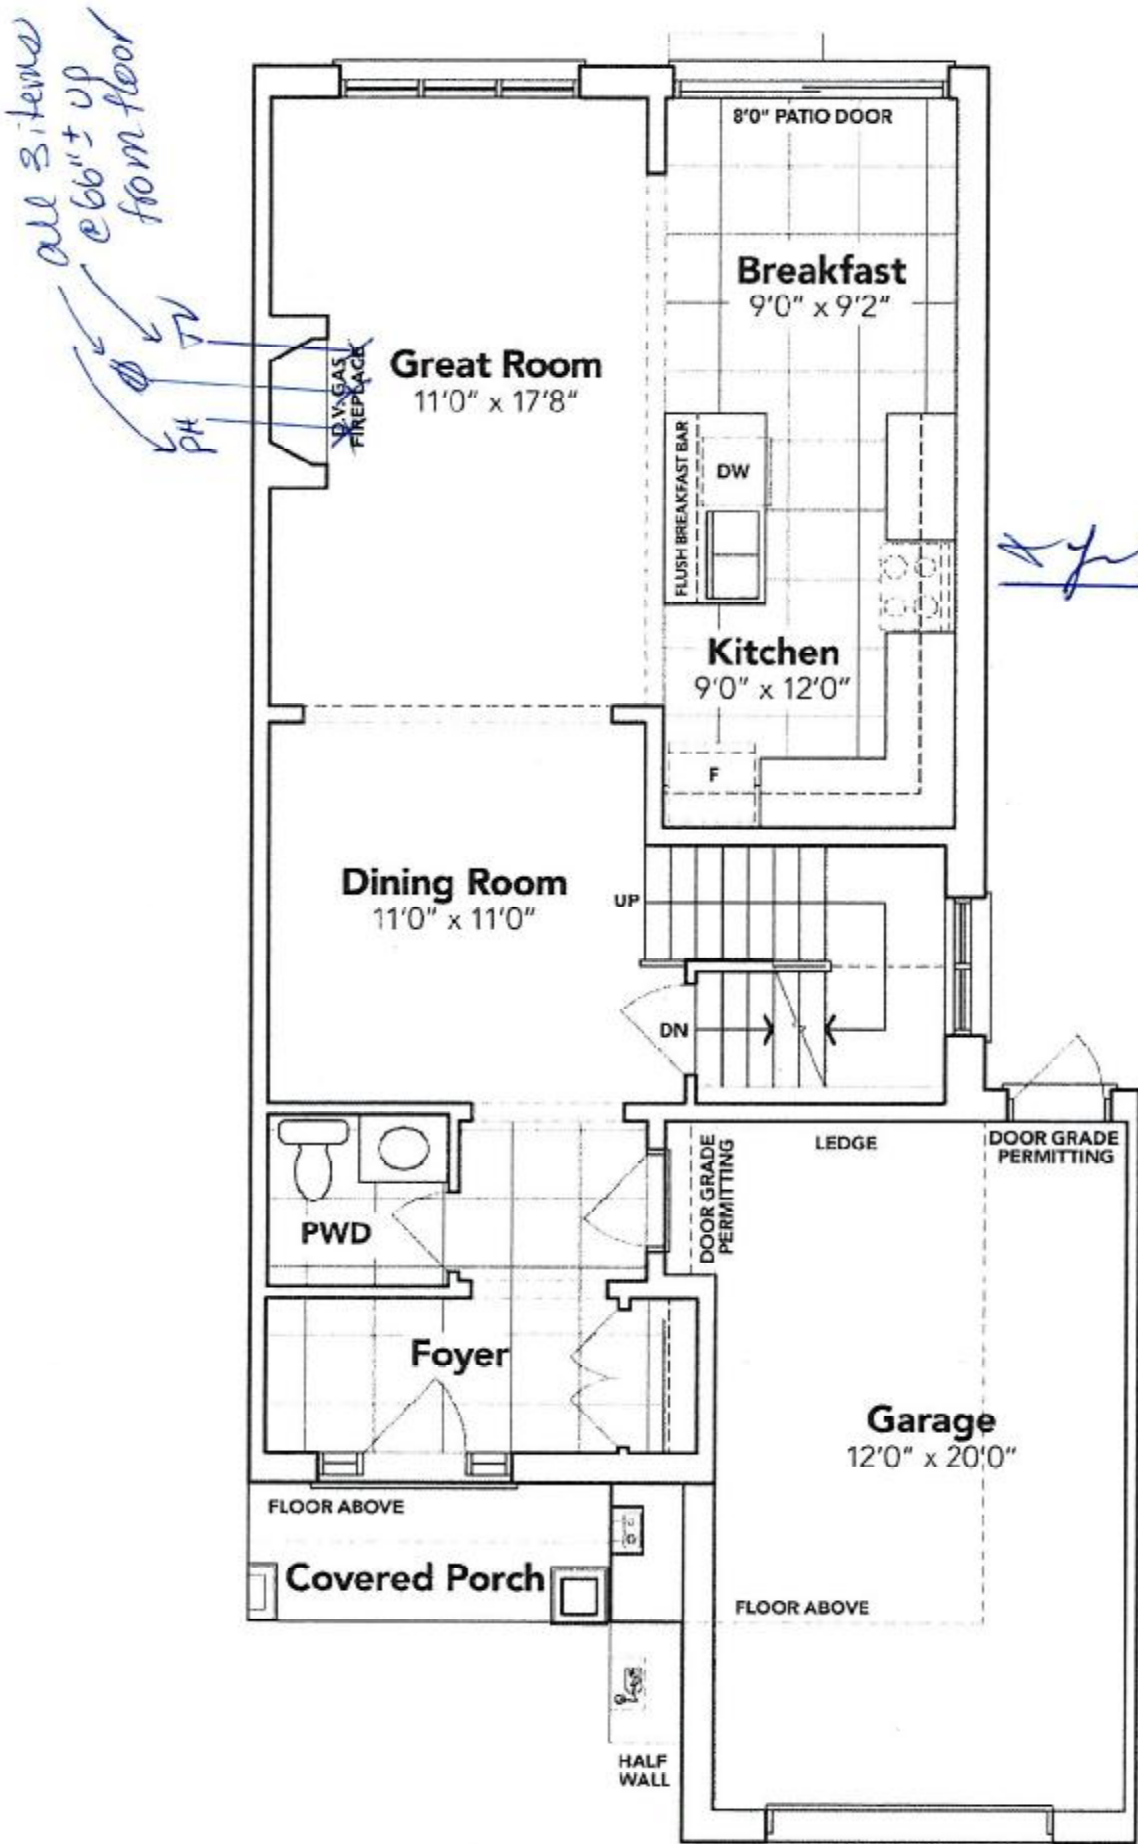 all 3 items
@66"± up
from floor
TV
PH
D.V. GAS
FIREPLACE
8'0" PATIO DOOR
Breakfast
9'0" x 9'2"
Great Room
11'0" x 17'8"
FLUSH BREAKFAST BAR
DW
Kitchen
9'0" x 12'0"
F
Dining Room
11'0" x 11'0"
UP
DN
LEDGE
DOOR GRADE
PERMITTING
DOOR GRADE
PERMITTING
PWD
Foyer
Garage
12'0" x 20'0"
FLOOR ABOVE
Covered Porch
FLOOR ABOVE
HALF
WALL